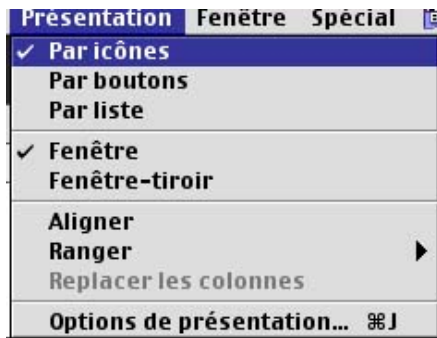 Présentation Fenêtre Spécial
✓ Par icônes
Par boutons
Par liste
✓ Fenêtre
Fenêtre-tiroir
Aligner
Ranger ▶
Replacer les colonnes
Options de présentation... ⌘J